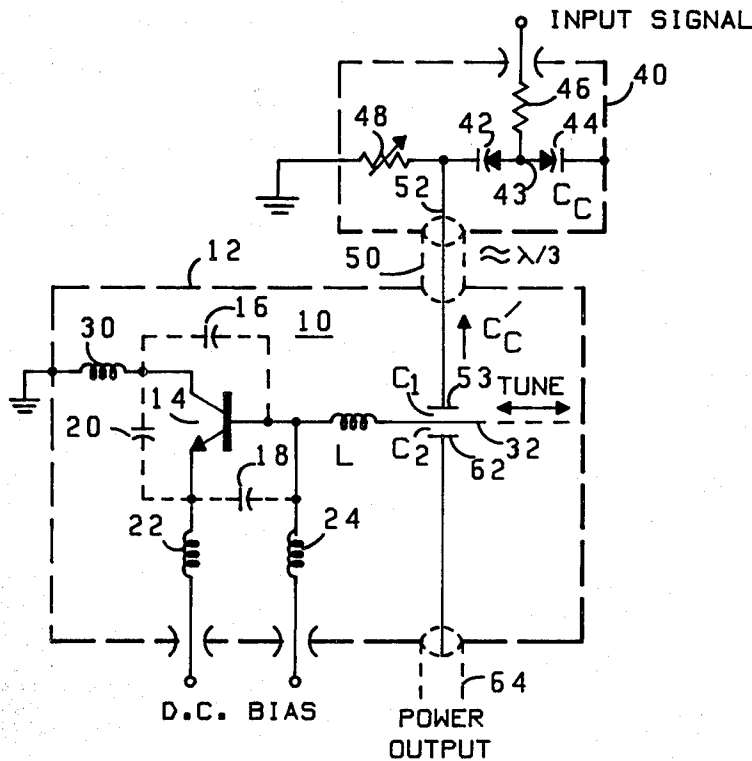 INPUT SIGNAL
46
40
48
42
44
43
C_C
52
50
≈λ/3
12
16
10
C_C'
30
53
C_1
TUNE
14
20
18
L
C_2
62
32
22
24
64
D.C. BIAS
POWER
OUTPUT